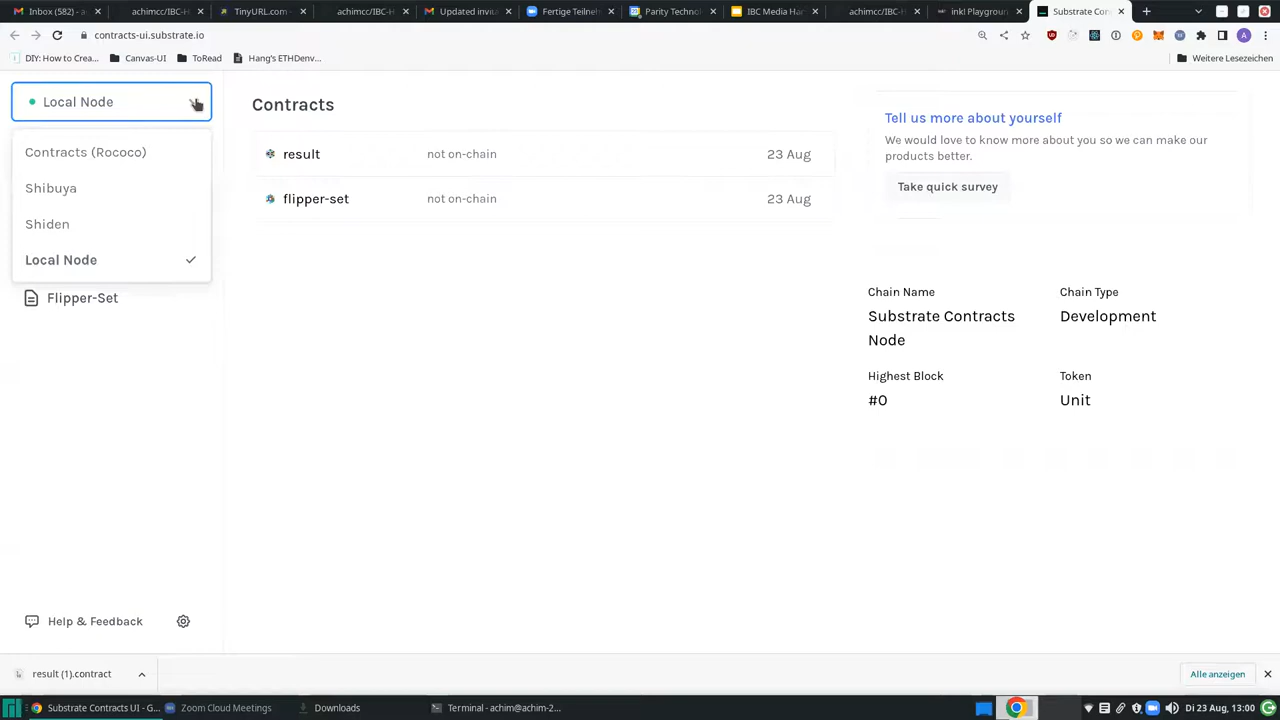 Inbox (582) - a
achimcc/IBC-H
TinyURL.com -
achimcc/IBC-H
Updated invita
Fertige Teilneh
Parity Technol
IBC Media Han
achimcc/IBC-H
ink! Playgroun
Substrate Con
contracts-ui.substrate.io
DIY: How to Crea...
Canvas-UI
ToRead
Hang's ETHDenv...
Weitere Lesezeichen
Local Node
Contracts (Rococo)
Shibuya
Shiden
Local Node
Flipper-Set
Help & Feedback
Contracts
result not on-chain 23 Aug
flipper-set not on-chain 23 Aug
Tell us more about yourself
We would love to know more about you so we can make our
products better.
Take quick survey
Chain Name Chain Type
Substrate Contracts Development
Node
Highest Block Token
#0 Unit
result (1).contract
Alle anzeigen
Substrate Contracts UI - G...
Zoom Cloud Meetings
Downloads
Terminal - achim@achim-2...
Di 23 Aug, 13:00